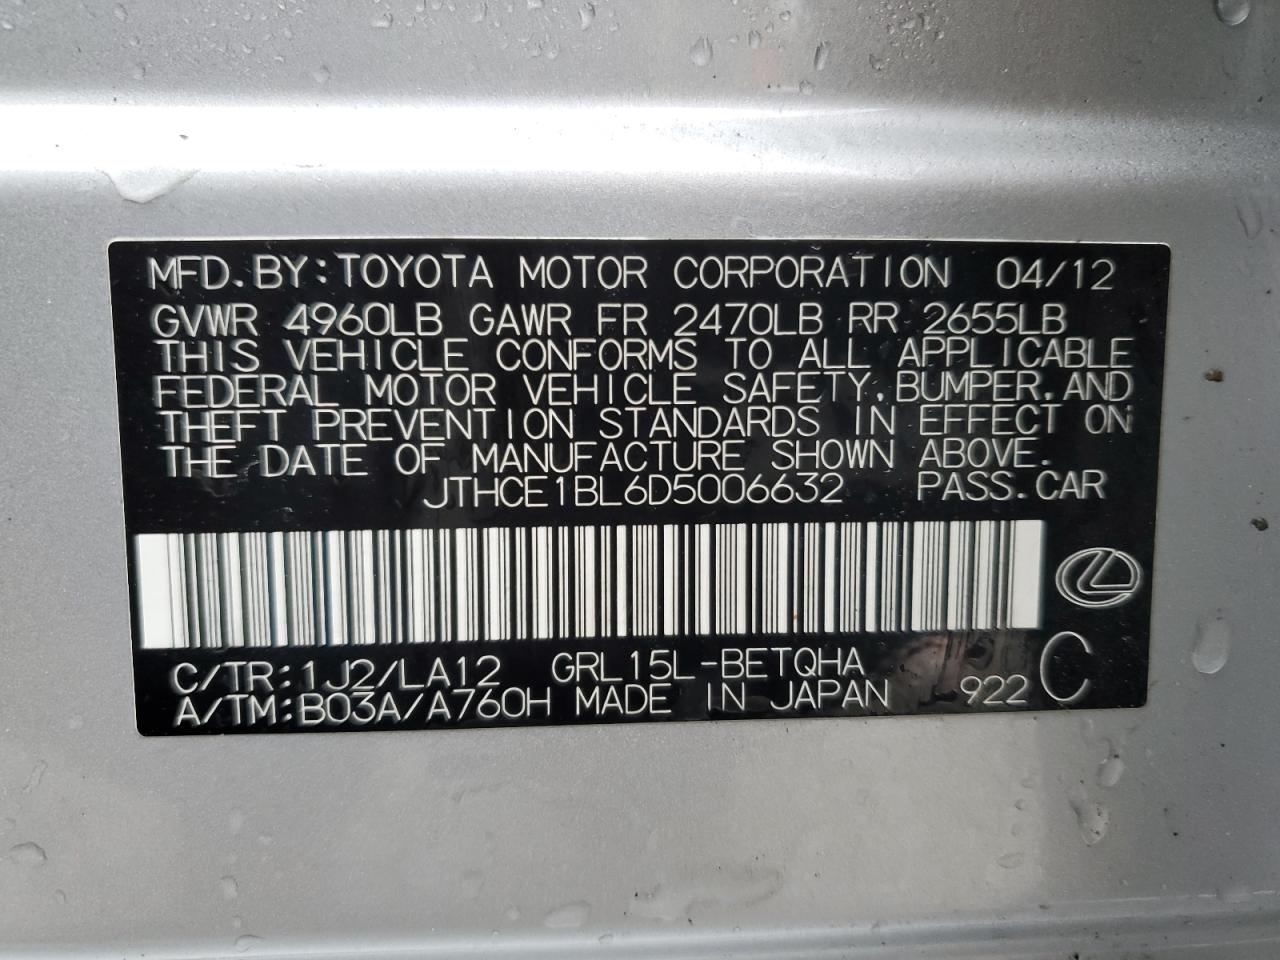 MFD. BY: TOYOTA MOTOR CORPORATION 04/12
GVWR 4960LB GAWR FR 2470LB RR 2655LB
THIS VEHICLE CONFORMS TO ALL APPLICABLE
FEDERAL MOTOR VEHICLE SAFETY, BUMPER, AND
THEFT PREVENTION STANDARDS IN EFFECT ON
THE DATE OF MANUFACTURE SHOWN ABOVE.
JTHCE1BL6D5006632 PASS. CAR
C/TR: 1J2/LA12 GRL15L-BETQHA
A/TM: B03A/A760H MADE IN JAPAN 922 C